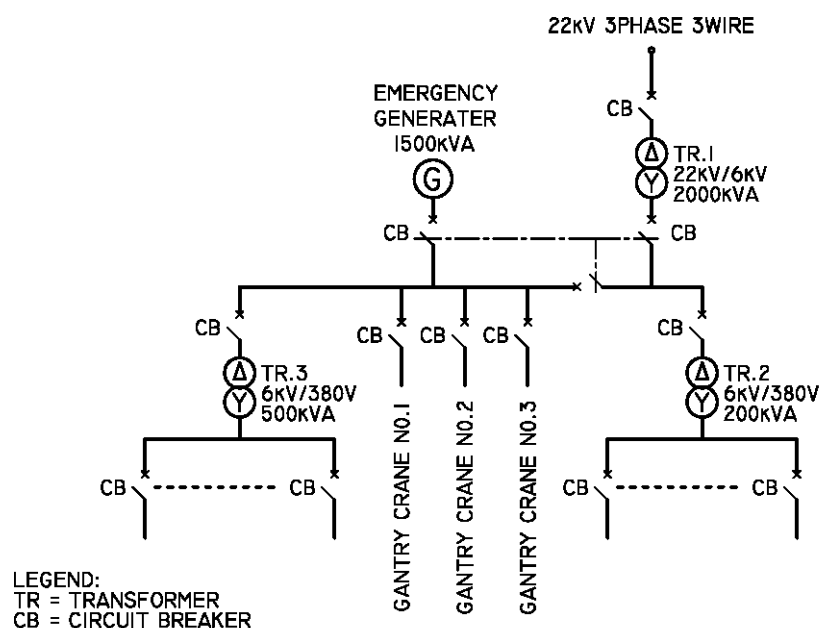 22kV 3PHASE 3WIRE
EMERGENCY
GENERATER
1500kVA
G
CB
Δ
Y
TR.1
22kV/6kV
2000kVA
CB
CB
CB
CB
CB
CB
CB
Δ
Y
TR.3
6kV/380V
500kVA
Δ
Y
TR.2
6kV/380V
200kVA
CB
CB
CB
CB
GANTRY CRANE NO.1
GANTRY CRANE NO.2
GANTRY CRANE NO.3
LEGEND:
TR = TRANSFORMER
CB = CIRCUIT BREAKER